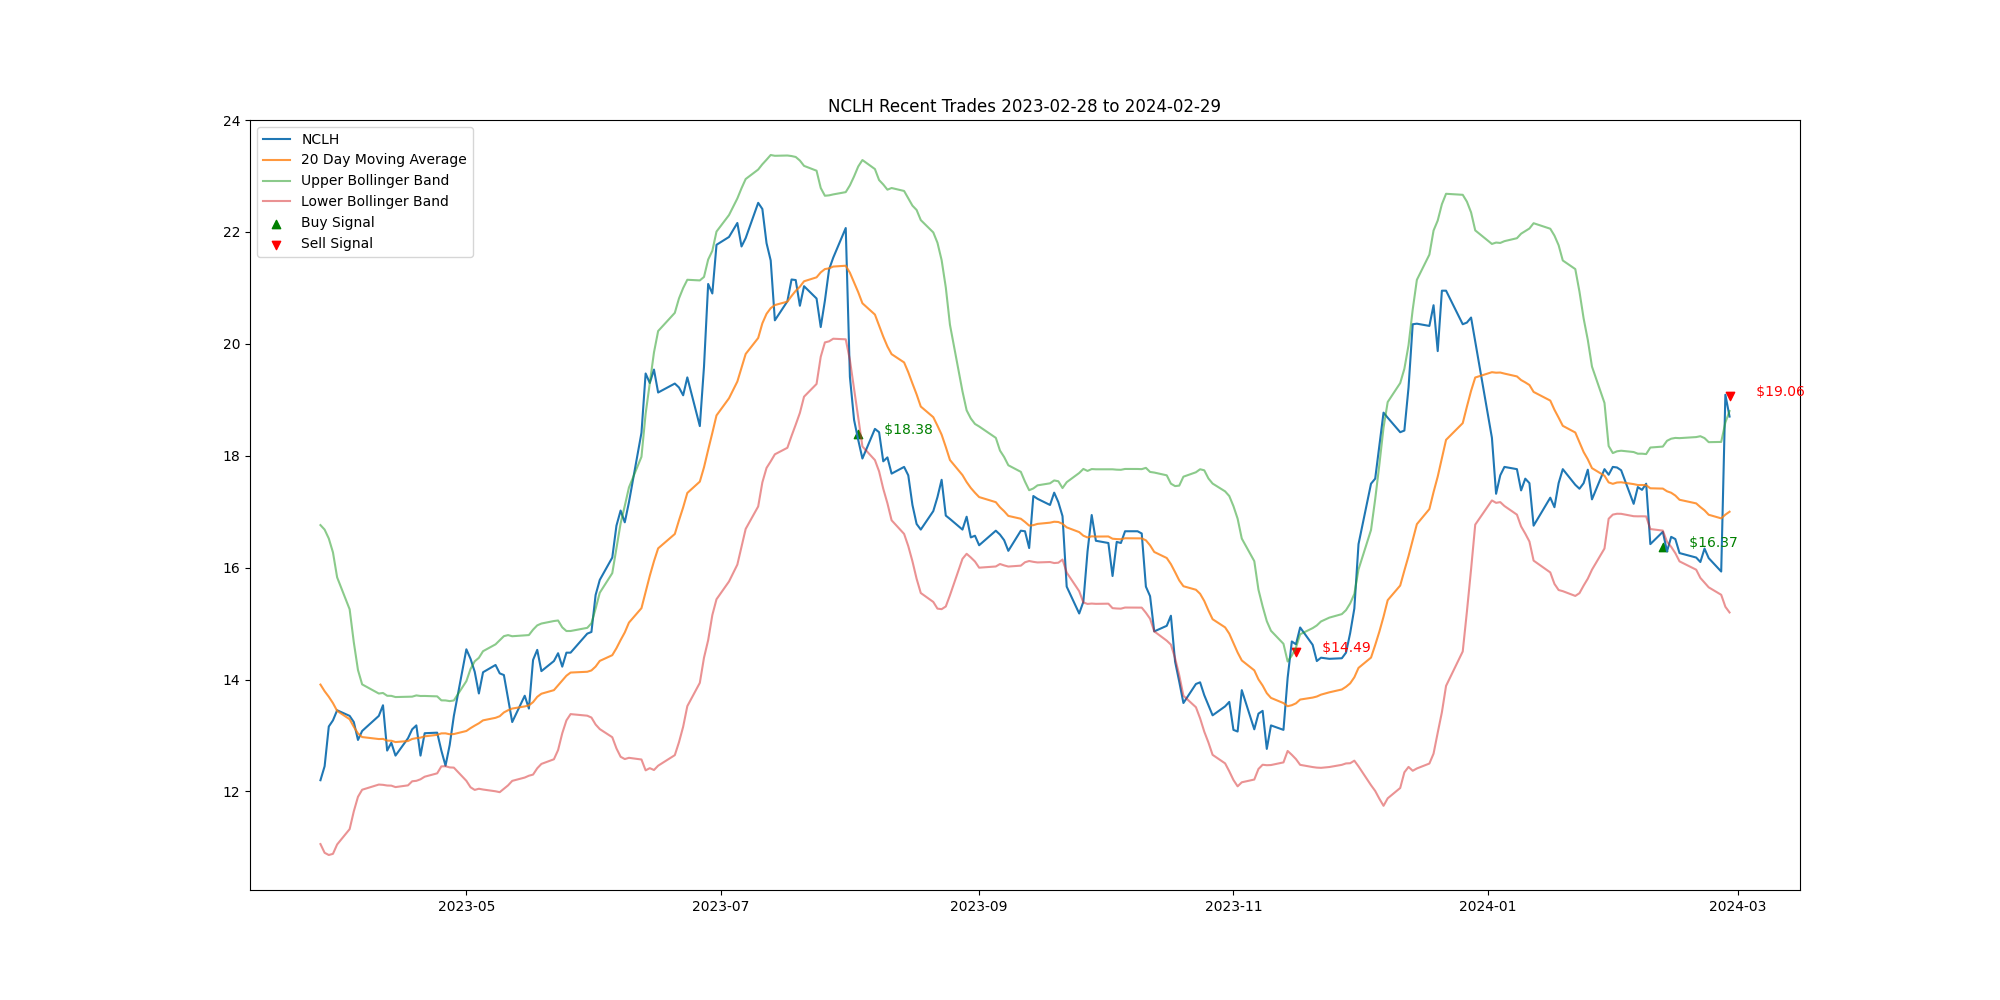 NCLH Recent Trades 2023-02-28 to 2024-02-29
24
22
20
18
16
14
12
NCLH
20 Day Moving Average
Upper Bollinger Band
Lower Bollinger Band
Buy Signal
Sell Signal
$19.06
$18.38
$16.37
$14.49
2023-05
2023-07
2023-09
2023-11
2024-01
2024-03